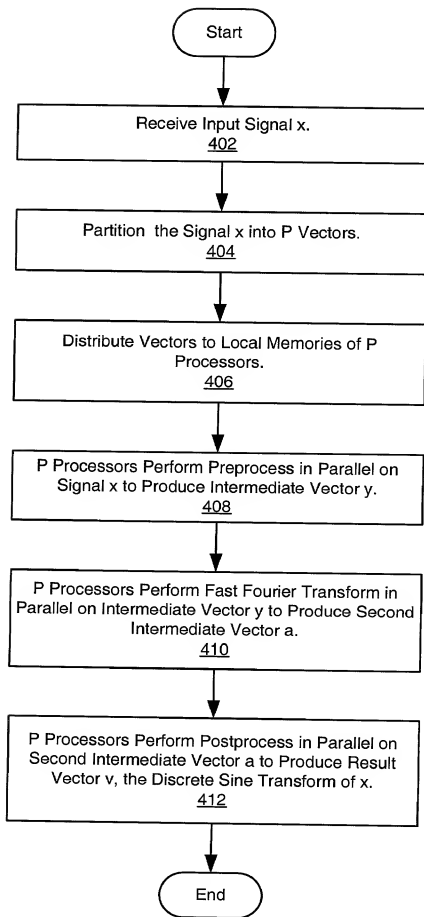 Start
Receive Input Signal x.
402
Partition the Signal x into P Vectors.
404
Distribute Vectors to Local Memories of P
Processors.
406
P Processors Perform Preprocess in Parallel on
Signal x to Produce Intermediate Vector y.
408
P Processors Perform Fast Fourier Transform in
Parallel on Intermediate Vector y to Produce Second
Intermediate Vector a.
410
P Processors Perform Postprocess in Parallel on
Second Intermediate Vector a to Produce Result
Vector v, the Discrete Sine Transform of x.
412
End